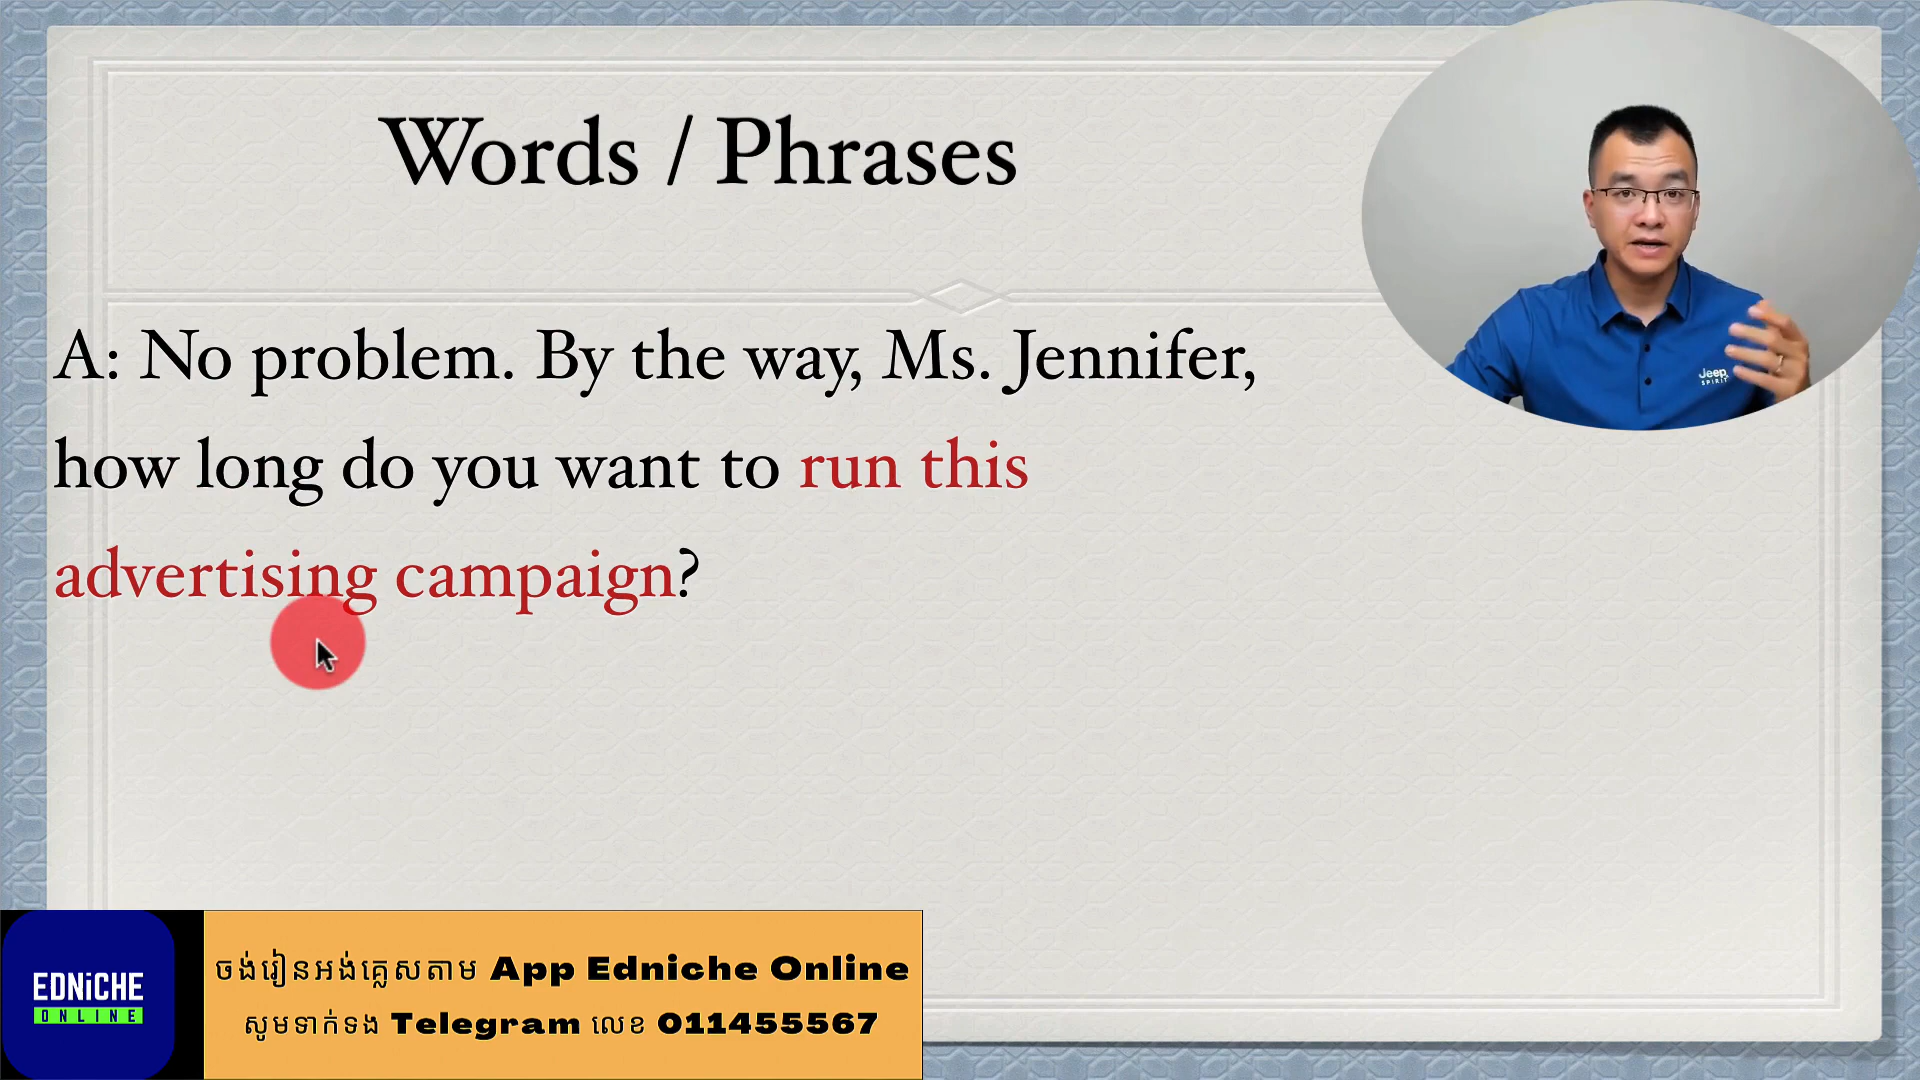 Words / Phrases
A: No problem. By the way, Ms. Jennifer,
how long do you want to run this
advertising campaign?
Jeep
SPIRIT
EDNiCHE
ONLINE
ចង់រៀនអង់គ្លេសតាម App Edniche Online
សូមទាក់ទង Telegram លេខ 011455567